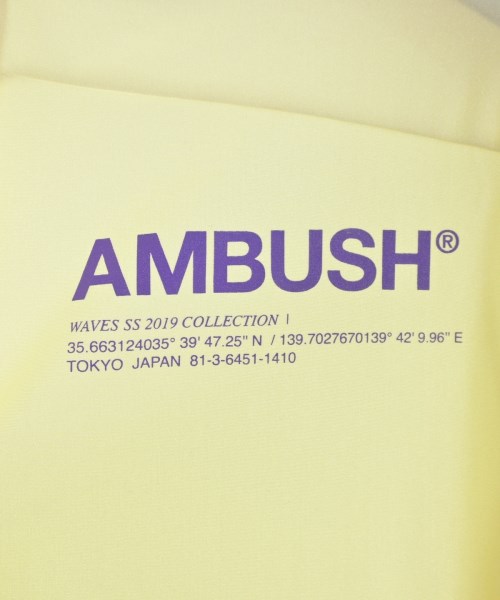 AMBUSH®
WAVES SS 2019 COLLECTION |
35.663124035° 39' 47.25" N / 139.7027670139° 42' 9.96" E
TOKYO JAPAN 81-3-6451-1410